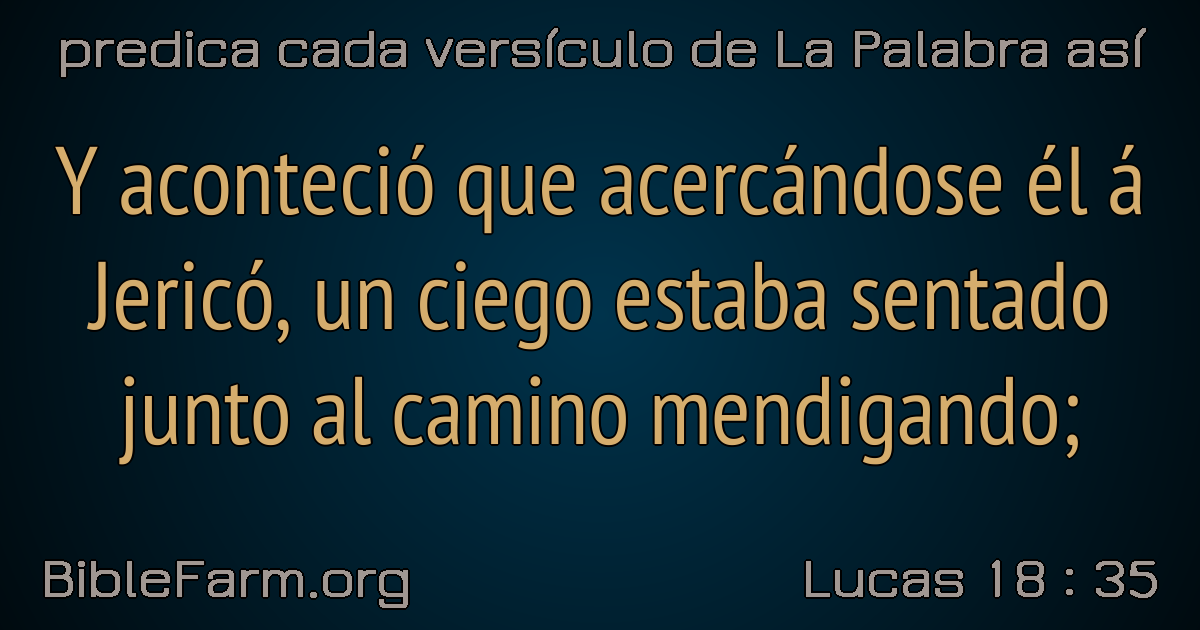 predica cada versículo de La Palabra así
Y aconteció que acercándose él á
Jericó, un ciego estaba sentado
junto al camino mendigando;
BibleFarm.org
Lucas 18 : 35